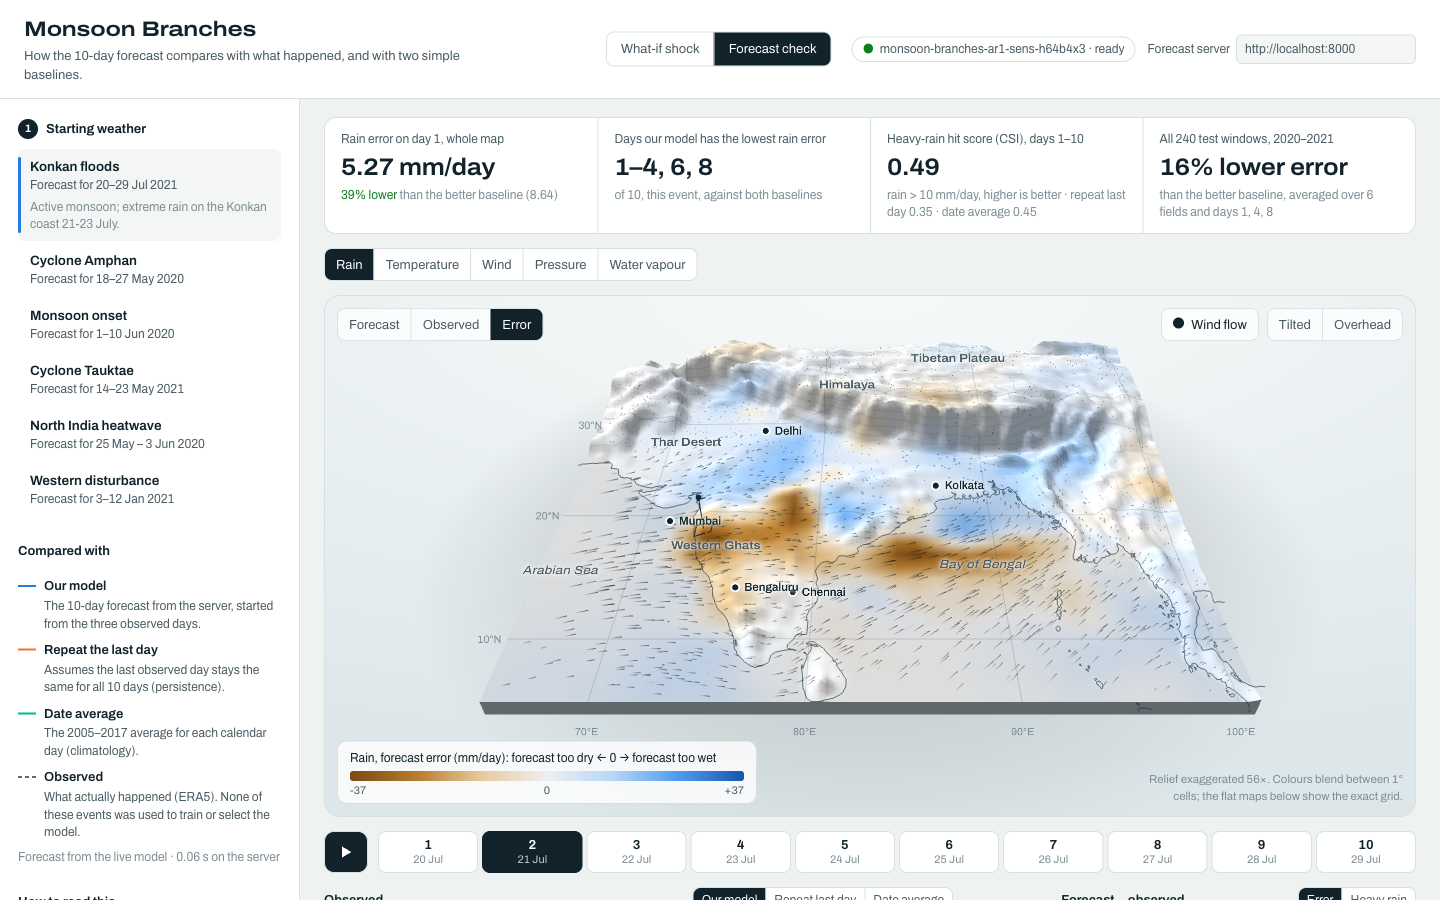 Monsoon Branches
How the 10-day forecast compares with what happened, and with two simple
baselines.
What-if shock
Forecast check
monsoon-branches-ar1-sens-h64b4x3 · ready
Forecast server
http://localhost:8000
1 Starting weather
Konkan floods
Forecast for 20–29 Jul 2021
Active monsoon; extreme rain on the Konkan
coast 21-23 July.
Cyclone Amphan
Forecast for 18–27 May 2020
Monsoon onset
Forecast for 1–10 Jun 2020
Cyclone Tauktae
Forecast for 14–23 May 2021
North India heatwave
Forecast for 25 May – 3 Jun 2020
Western disturbance
Forecast for 3–12 Jan 2021
Compared with
Our model
The 10-day forecast from the server, started
from the three observed days.
Repeat the last day
Assumes the last observed day stays the
same for all 10 days (persistence).
Date average
The 2005–2017 average for each calendar
day (climatology).
Observed
What actually happened (ERA5). None of
these events was used to train or select the
model.
Forecast from the live model · 0.06 s on the server
How to read this
Rain error on day 1, whole map
5.27 mm/day
39% lower than the better baseline (8.64)
Days our model has the lowest rain error
1–4, 6, 8
of 10, this event, against both baselines
Heavy-rain hit score (CSI), days 1–10
0.49
rain > 10 mm/day, higher is better · repeat last
day 0.35 · date average 0.45
All 240 test windows, 2020–2021
16% lower error
than the better baseline, averaged over 6
fields and days 1, 4, 8
Rain
Temperature
Wind
Pressure
Water vapour
Forecast
Observed
Error
Wind flow
Tilted
Overhead
Tibetan Plateau
Himalaya
30°N
Delhi
Thar Desert
Kolkata
20°N
Mumbai
Western Ghats
Bay of Bengal
Arabian Sea
Bengaluru
Chennai
10°N
70°E
80°E
90°E
100°E
Rain, forecast error (mm/day): forecast too dry ← 0 → forecast too wet
-37
0
+37
Relief exaggerated 56×. Colours blend between 1°
cells; the flat maps below show the exact grid.
1
20 Jul
2
21 Jul
3
22 Jul
4
23 Jul
5
24 Jul
6
25 Jul
7
26 Jul
8
27 Jul
9
28 Jul
10
29 Jul
Observed
Our model
Repeat last day
Date average
Forecast – observed
Error
Heavy rain